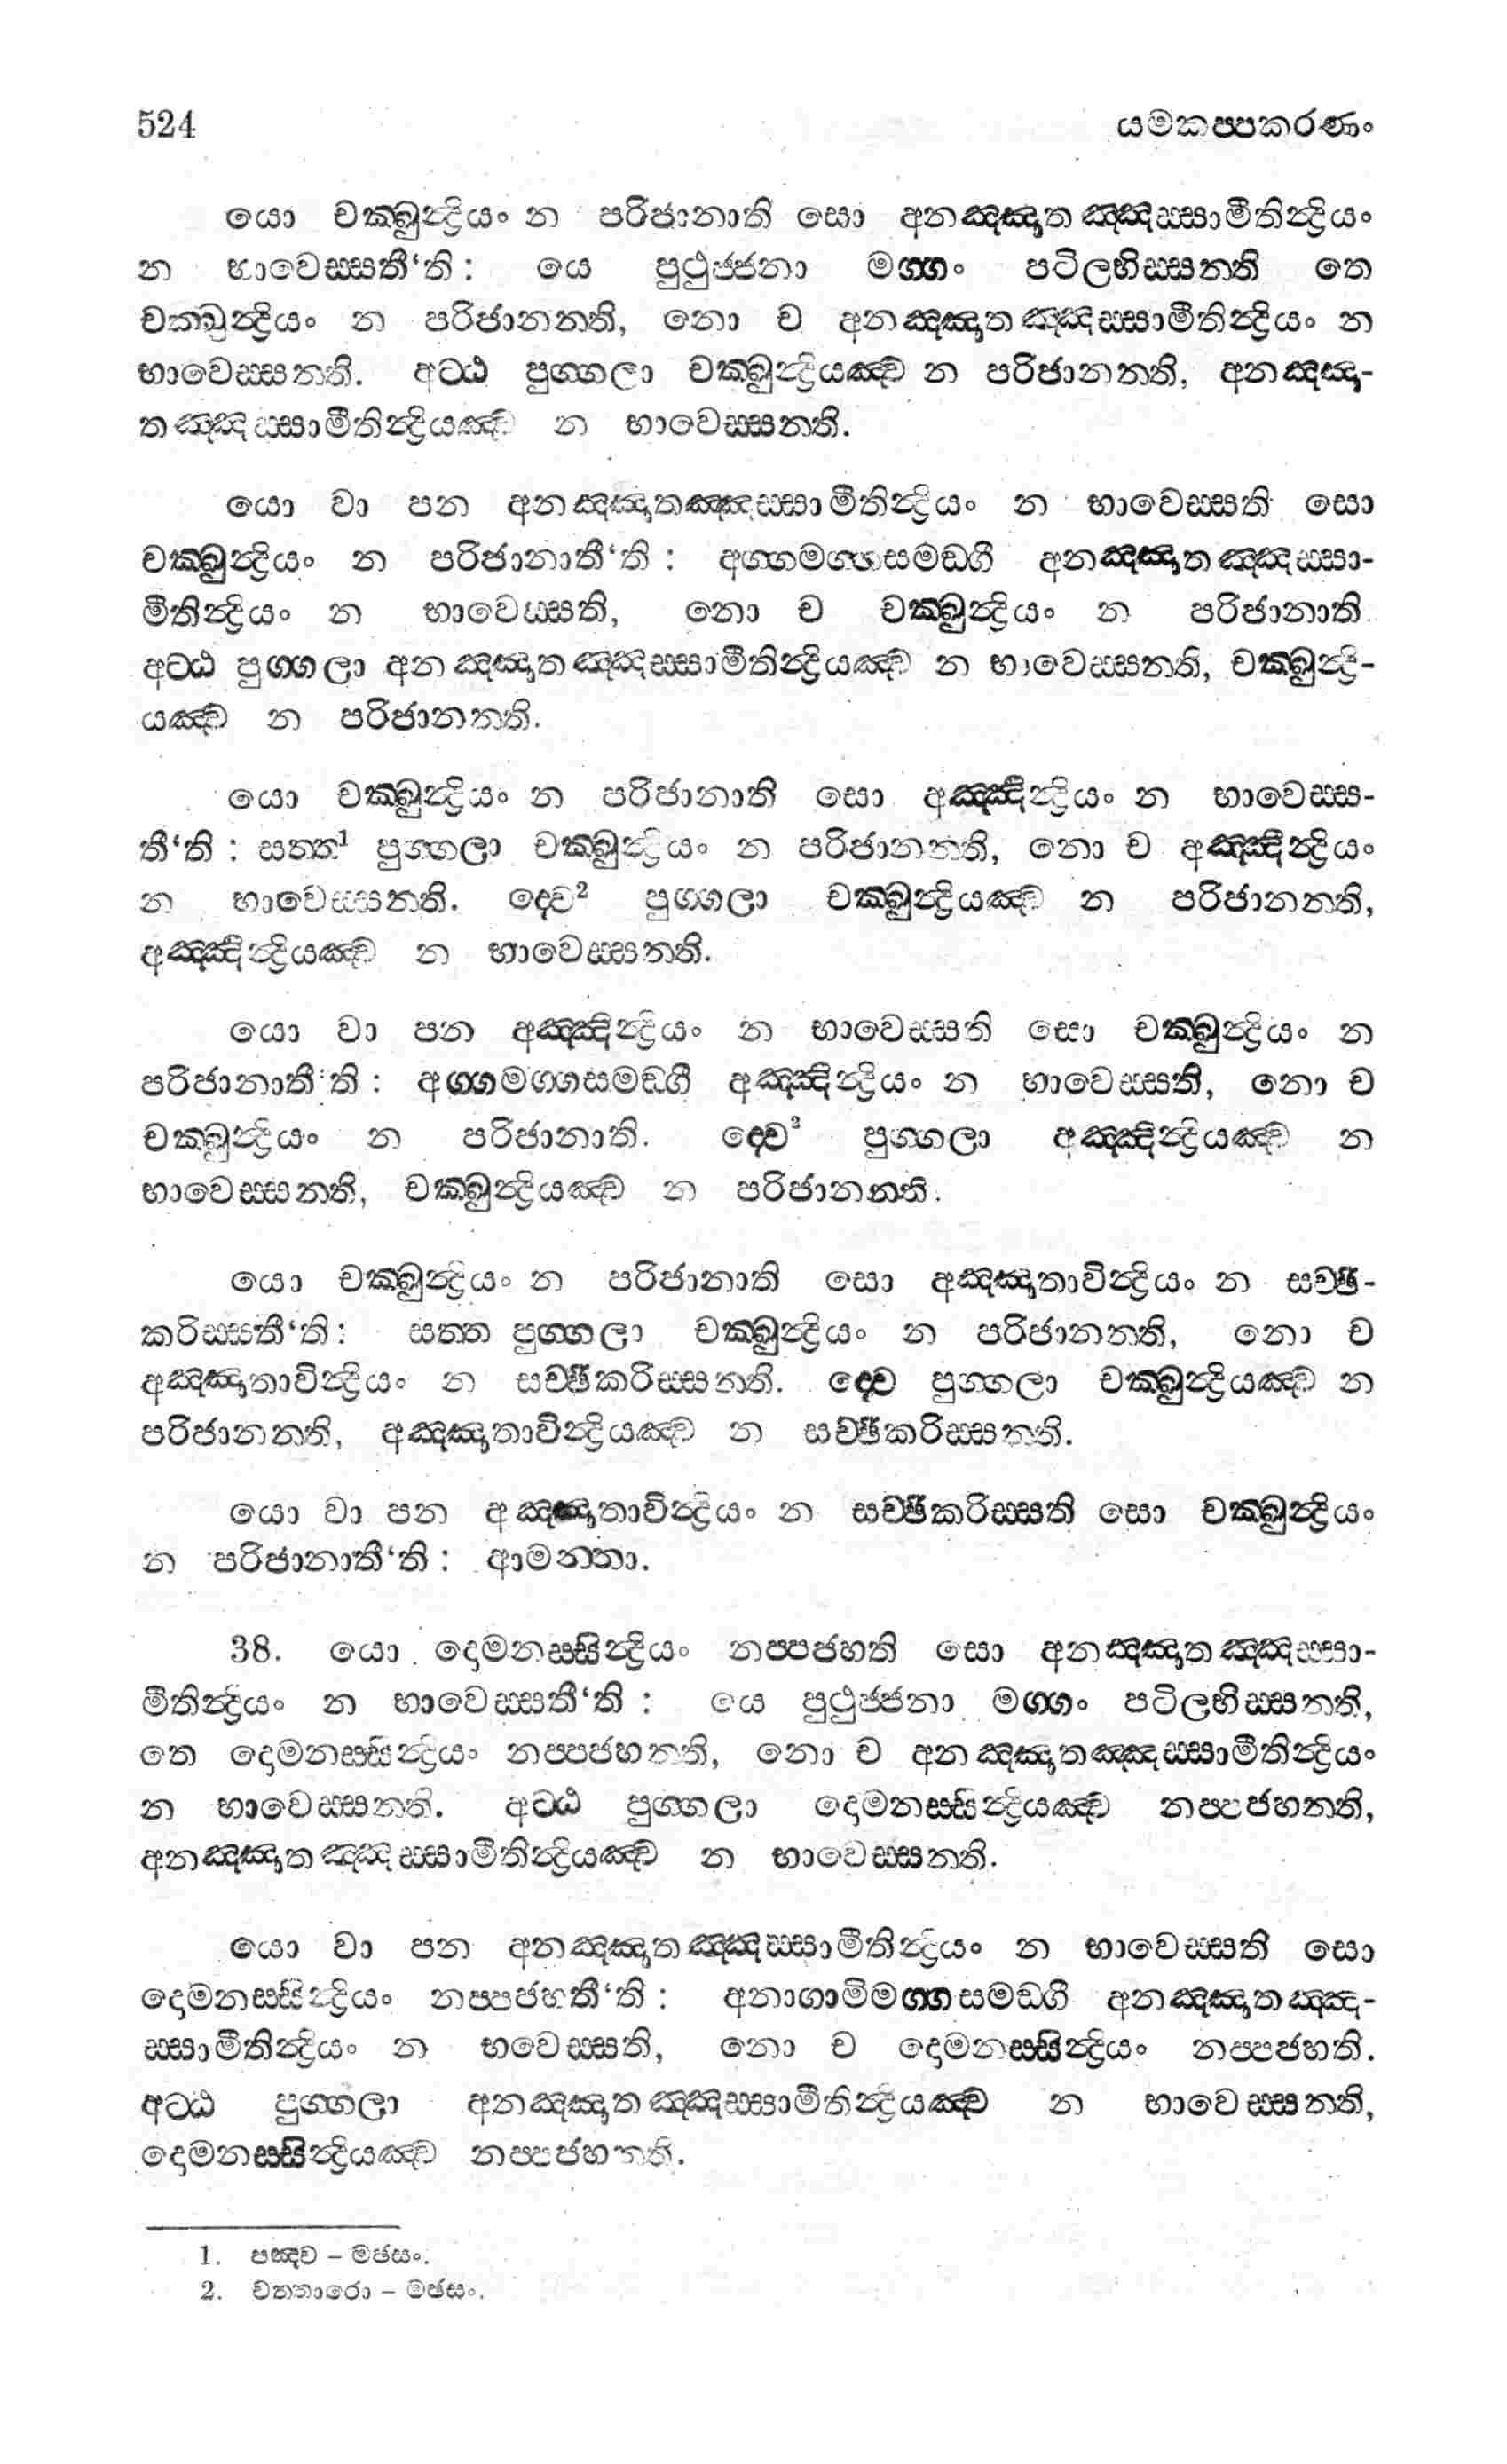 524 යමකප්පකරණං
යො චක්ඛුන්ද්‍රියං න පරිජානාති සො අනඤ්ඤාතඤ්ඤස්සාමීතින්ද්‍රියං
න භාවෙස්සතී‘ති: යෙ පුථුජ්ජනා මග්ගං පටිලභිස්සන්ති තෙ
චක්ඛුන්ද්‍රියං න පරිජානන්ති, නො ච අනඤ්ඤාතඤ්ඤස්සාමීතින්ද්‍රියං න
භාවෙස්සන්ති. අට්ඨ පුග්ගලා චක්ඛුන්ද්‍රියඤ්ච න පරිජානන්ති, අනඤ්ඤා-
තඤ්ඤස්සාමීතින්ද්‍රියඤ්ච න භාවෙස්සන්ති.
යො වා පන අනඤ්ඤාතඤ්ඤස්සාමීතින්ද්‍රියං න භාවෙස්සති සො
චක්ඛුන්ද්‍රියං න පරිජානාතී‘ති: අග්ගමග්ගසමඞ්ගී අනඤ්ඤාතඤ්ඤස්සා-
මීතින්ද්‍රියං න භාවෙස්සති, නො ච චක්ඛුන්ද්‍රියං න පරිජානාති.
අට්ඨ පුග්ගලා අනඤ්ඤාතඤ්ඤස්සාමීතින්ද්‍රියඤ්ච න භාවෙස්සන්ති, චක්ඛුන්ද්‍රි-
යඤ්ච න පරිජානන්ති.
යො චක්ඛුන්ද්‍රියං න පරිජානාති සො අඤ්ඤින්ද්‍රියං න භාවෙස්ස-
තී‘ති: සත්ත1 පුග්ගලා චක්ඛුන්ද්‍රියං න පරිජානන්ති, නො ච අඤ්ඤින්ද්‍රියං
න භාවෙස්සන්ති. ද්වෙ2 පුග්ගලා චක්ඛුන්ද්‍රියඤ්ච න පරිජානන්ති,
අඤ්ඤින්ද්‍රියඤ්ච න භාවෙස්සන්ති.
යො වා පන අඤ්ඤින්ද්‍රියං න භාවෙස්සති සො චක්ඛුන්ද්‍රියං න
පරිජානාතී‘ති: අග්ගමග්ගසමඞ්ගී අඤ්ඤින්ද්‍රියං න භාවෙස්සති, නො ච
චක්ඛුන්ද්‍රියං න පරිජානාති. ද්වෙ2 පුග්ගලා අඤ්ඤින්ද්‍රියඤ්ච න
භාවෙස්සන්ති, චක්ඛුන්ද්‍රියඤ්ච න පරිජානන්ති.
යො චක්ඛුන්ද්‍රියං න පරිජානාති සො අඤ්ඤාතාවින්ද්‍රියං න සච්ඡි-
කරිස්සතී‘ති: සත්ත පුග්ගලා චක්ඛුන්ද්‍රියං න පරිජානන්ති, නො ච
අඤ්ඤාතාවින්ද්‍රියං න සච්ඡිකරිස්සන්ති. ද්වෙ පුග්ගලා චක්ඛුන්ද්‍රියඤ්ච න
පරිජානන්ති, අඤ්ඤාතාවින්ද්‍රියඤ්ච න සච්ඡිකරිස්සන්ති.
යො වා පන අඤ්ඤාතාවින්ද්‍රියං න සච්ඡිකරිස්සති සො චක්ඛුන්ද්‍රියං
න පරිජානාතී‘ති: ආමන්තා.
38. යො දොමනස්සින්ද්‍රියං නප්පජහති සො අනඤ්ඤාතඤ්ඤස්සා-
මීතින්ද්‍රියං න භාවෙස්සතී‘ති: යෙ පුථුජ්ජනා මග්ගං පටිලභිස්සන්ති,
තෙ දොමනස්සින්ද්‍රියං නප්පජහන්ති, නො ච අනඤ්ඤාතඤ්ඤස්සාමීතින්ද්‍රියං
න භාවෙස්සන්ති. අට්ඨ පුග්ගලා දොමනස්සින්ද්‍රියඤ්ච නප්පජහන්ති,
අනඤ්ඤාතඤ්ඤස්සාමීතින්ද්‍රියඤ්ච න භාවෙස්සන්ති.
යො වා පන අනඤ්ඤාතඤ්ඤස්සාමීතින්ද්‍රියං න භාවෙස්සති සො
දොමනස්සින්ද්‍රියං නප්පජහතී‘ති: අනාගාමිමග්ගසමඞ්ගී අනඤ්ඤාතඤ්ඤ-
ස්සාමීතින්ද්‍රියං න භවෙස්සති, නො ච දොමනස්සින්ද්‍රියං නප්පජහති.
අට්ඨ පුග්ගලා අනඤ්ඤාතඤ්ඤස්සාමීතින්ද්‍රියඤ්ච න භාවෙස්සන්ති,
දොමනස්සින්ද්‍රියඤ්ච නප්පජහන්ති.
1. පඤ්ච – මඡසං.
2. චත්තාරො – මඡසං.